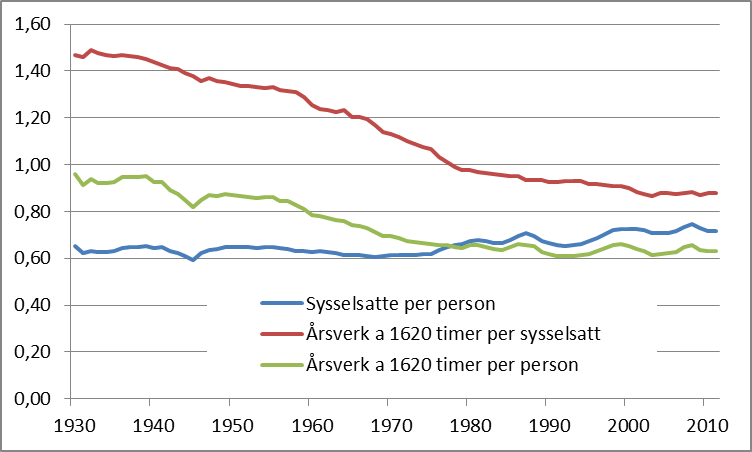 1,60
1,40
1,20
1,00
0,80
0,60
0,40
0,20
0,00
Sysselsatte per person
Årsverk a 1620 timer per sysselsatt
Årsverk a 1620 timer per person
1930 1940 1950 1960 1970 1980 1990 2000 2010